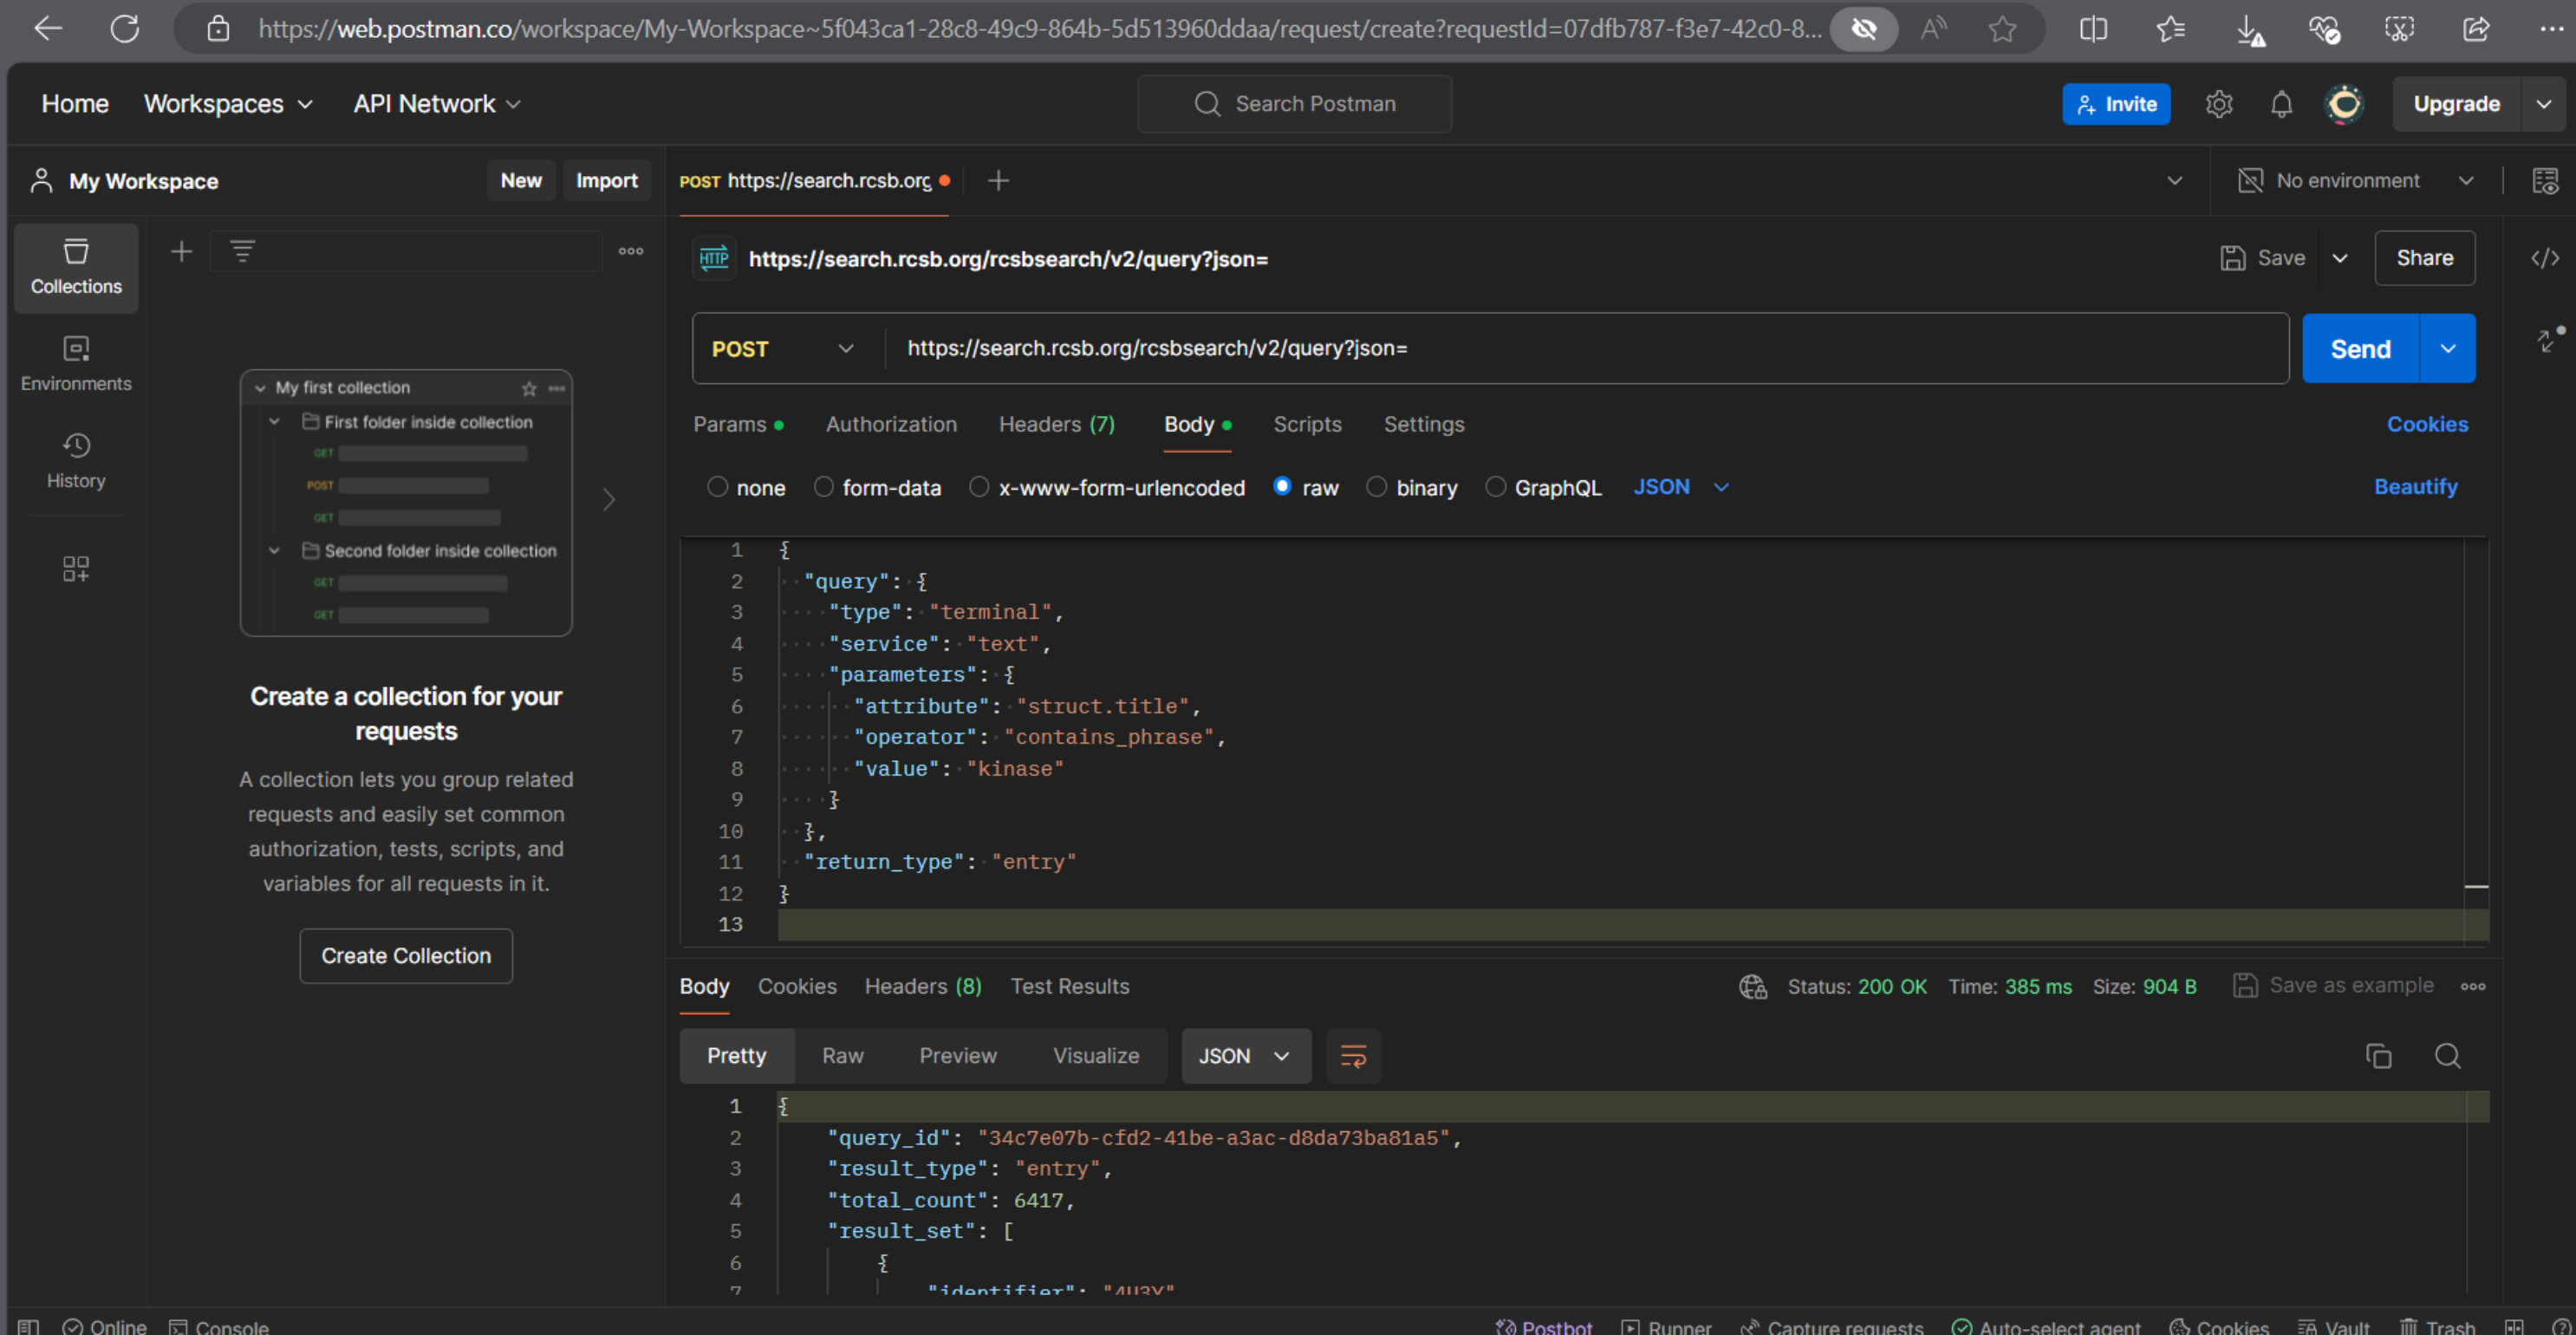 https://web.postman.co/workspace/My-Workspace~5f043ca1-28c8-49c9-864b-5d513960ddaa/request/create?requestId=07dfb787-f3e7-42c0-8...
Home Workspaces API Network Search Postman Invite Upgrade
My Workspace New Import POST https://search.rcsb.org No environment
Collections
Environments
History
My first collection
First folder inside collection
GET
POST
GET
Second folder inside collection
GET
GET
Create a collection for your
requests
A collection lets you group related
requests and easily set common
authorization, tests, scripts, and
variables for all requests in it.
Create Collection
HTTP https://search.rcsb.org/rcsbsearch/v2/query?json= Save Share
POST https://search.rcsb.org/rcsbsearch/v2/query?json= Send
Params Authorization Headers (7) Body Scripts Settings Cookies
none form-data x-www-form-urlencoded raw binary GraphQL JSON Beautify
1 {
2 "query": {
3 "type": "terminal",
4 "service": "text",
5 "parameters": {
6 "attribute": "struct.title",
7 "operator": "contains_phrase",
8 "value": "kinase"
9 }
10 },
11 "return_type": "entry"
12 }
13
Body Cookies Headers (8) Test Results Status: 200 OK Time: 385 ms Size: 904 B Save as example
Pretty Raw Preview Visualize JSON
1 {
2 "query_id": "34c7e07b-cfd2-41be-a3ac-d8da73ba81a5",
3 "result_type": "entry",
4 "total_count": 6417,
5 "result_set": [
6 {
7 "identifier":
Online Console Postbot Runner Capture requests Auto-select agent Cookies Vault Trash